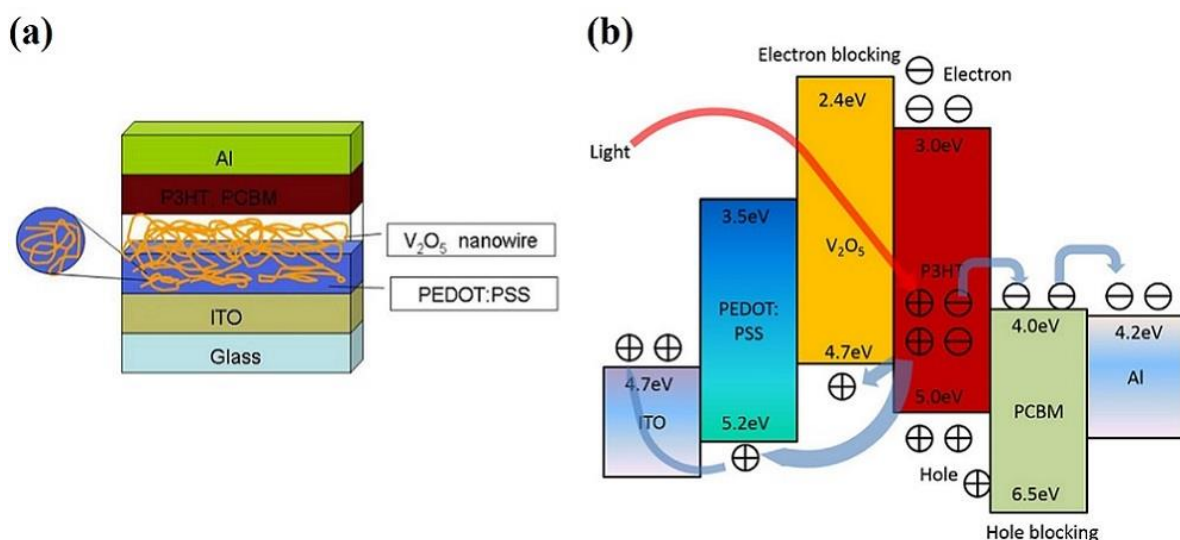 (a)
Al
P3HT: PCBM
V₂O₅ nanowire
PEDOT:PSS
ITO
Glass
(b)
Electron blocking
Electron
2.4eV
Light
3.0eV
3.5eV
V₂O₅
P3HT
PEDOT:
PSS
4.0eV
4.2eV
4.7eV
4.7eV
Al
ITO
5.2eV
5.0eV
PCBM
Hole
6.5eV
Hole blocking